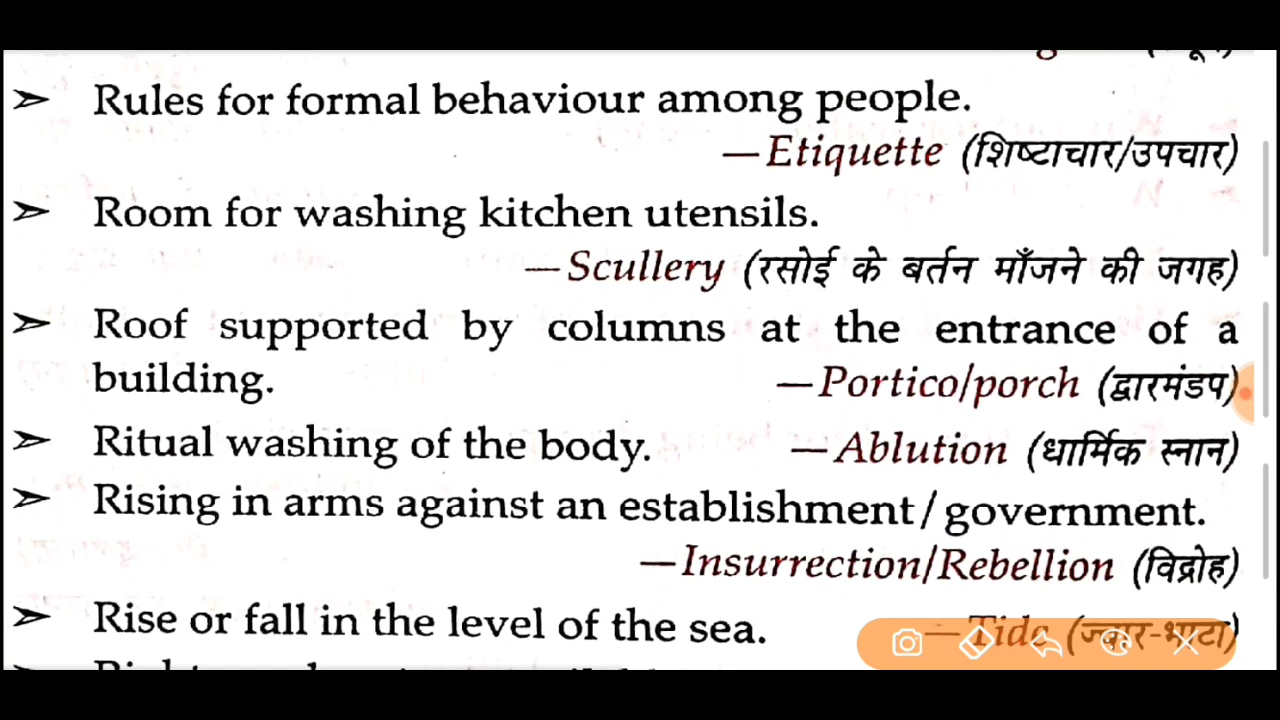 ➢ Rules for formal behaviour among people.
—Etiquette (शिष्टाचार/उपचार)
➢ Room for washing kitchen utensils.
—Scullery (रसोई के बर्तन माँजने की जगह)
➢ Roof supported by columns at the entrance of a
building. —Portico/porch (द्वारमंडप)
➢ Ritual washing of the body. —Ablution (धार्मिक स्नान)
➢ Rising in arms against an establishment/government.
—Insurrection/Rebellion (विद्रोह)
➢ Rise or fall in the level of the sea. —Tide (ज्वार-भाटा)